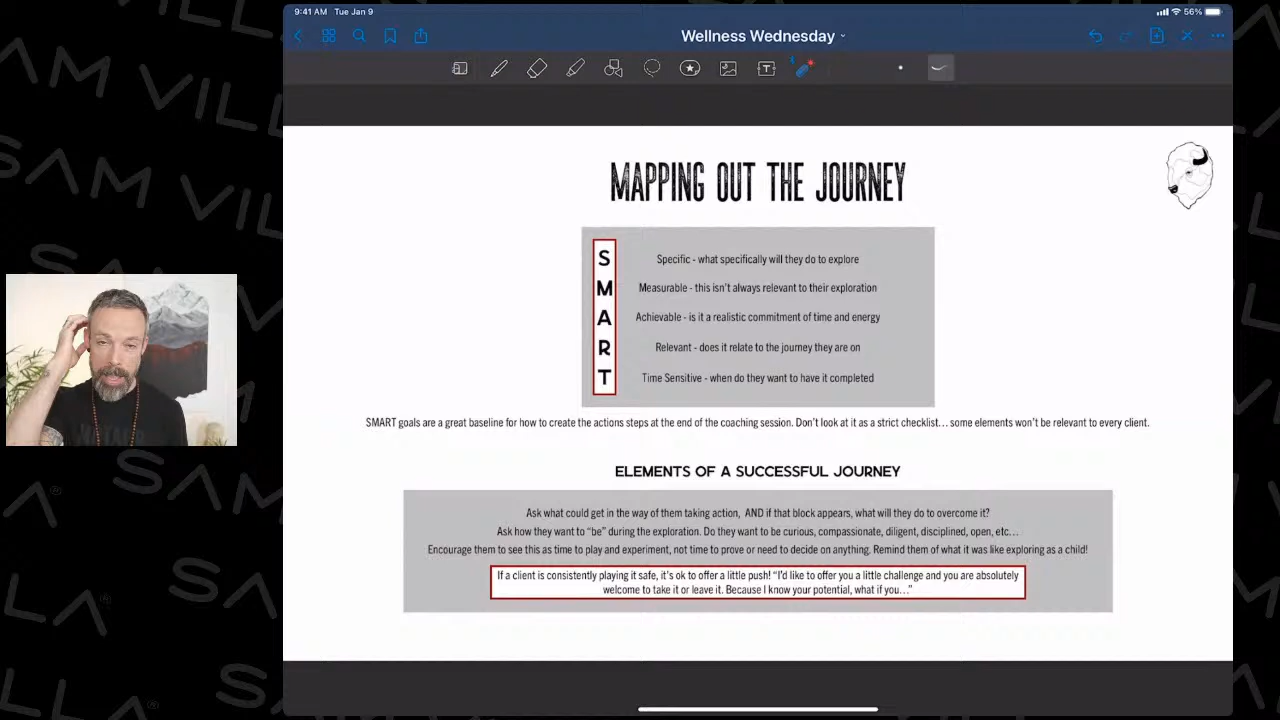 9:41 AM Tue Jan 9
56%
Wellness Wednesday
MAPPING OUT THE JOURNEY
S Specific - what specifically will they do to explore
M Measurable - this isn't always relevant to their exploration
A Achievable - is it a realistic commitment of time and energy
R Relevant - does it relate to the journey they are on
T Time Sensitive - when do they want to have it completed
SMART goals are a great baseline for how to create the actions steps at the end of the coaching session. Don't look at it as a strict checklist… some elements won't be relevant to every client.
ELEMENTS OF A SUCCESSFUL JOURNEY
Ask what could get in the way of them taking action, AND if that block appears, what will they do to overcome it?
Ask how they want to “be” during the exploration. Do they want to be curious, compassionate, diligent, disciplined, open, etc…
Encourage them to see this as time to play and experiment, not time to prove or need to decide on anything. Remind them of what it was like exploring as a child!
If a client is consistently playing it safe, it's ok to offer a little push! “I'd like to offer you a little challenge and you are absolutely
welcome to take it or leave it. Because I know your potential, what if you…”
SAM VILLA
SAM VILLA